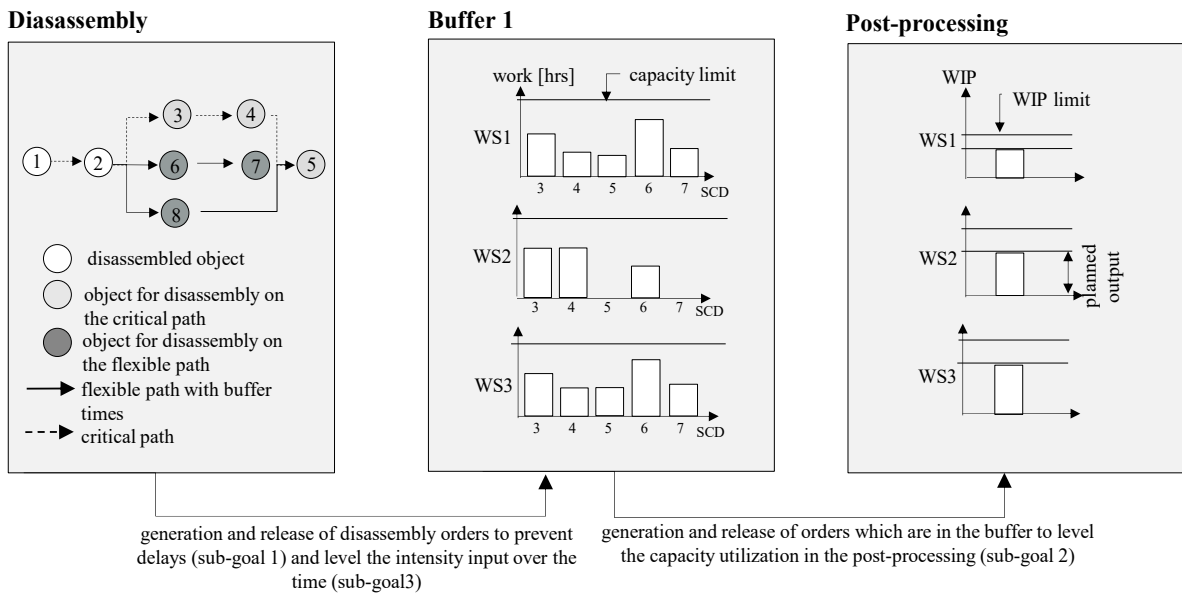 Diasassembly
1
2
3
4
6
7
5
8
disassembled object
object for disassembly on
the critical path
object for disassembly on
the flexible path
flexible path with buffer
times
critical path
Buffer 1
work [hrs]
capacity limit
WS1
3 4 5 6 7 SCD
WS2
3 4 5 6 7 SCD
WS3
3 4 5 6 7 SCD
Post-processing
WIP
WIP limit
WS1
WS2
planned
output
WS3
generation and release of disassembly orders to prevent
delays (sub-goal 1) and level the intensity input over the
time (sub-goal3)
generation and release of orders which are in the buffer to level
the capacity utilization in the post-processing (sub-goal 2)